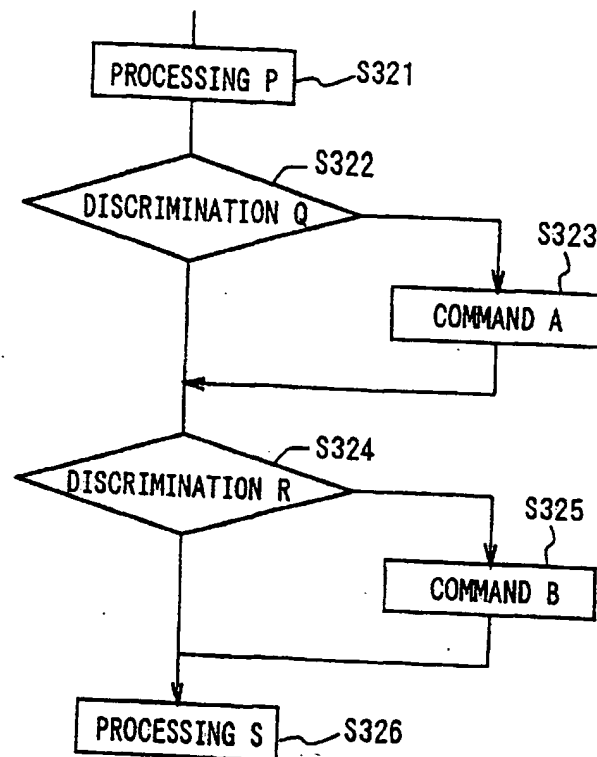 PROCESSING P
S321
S322
DISCRIMINATION Q
S323
COMMAND A
S324
DISCRIMINATION R
S325
COMMAND B
PROCESSING S
S326